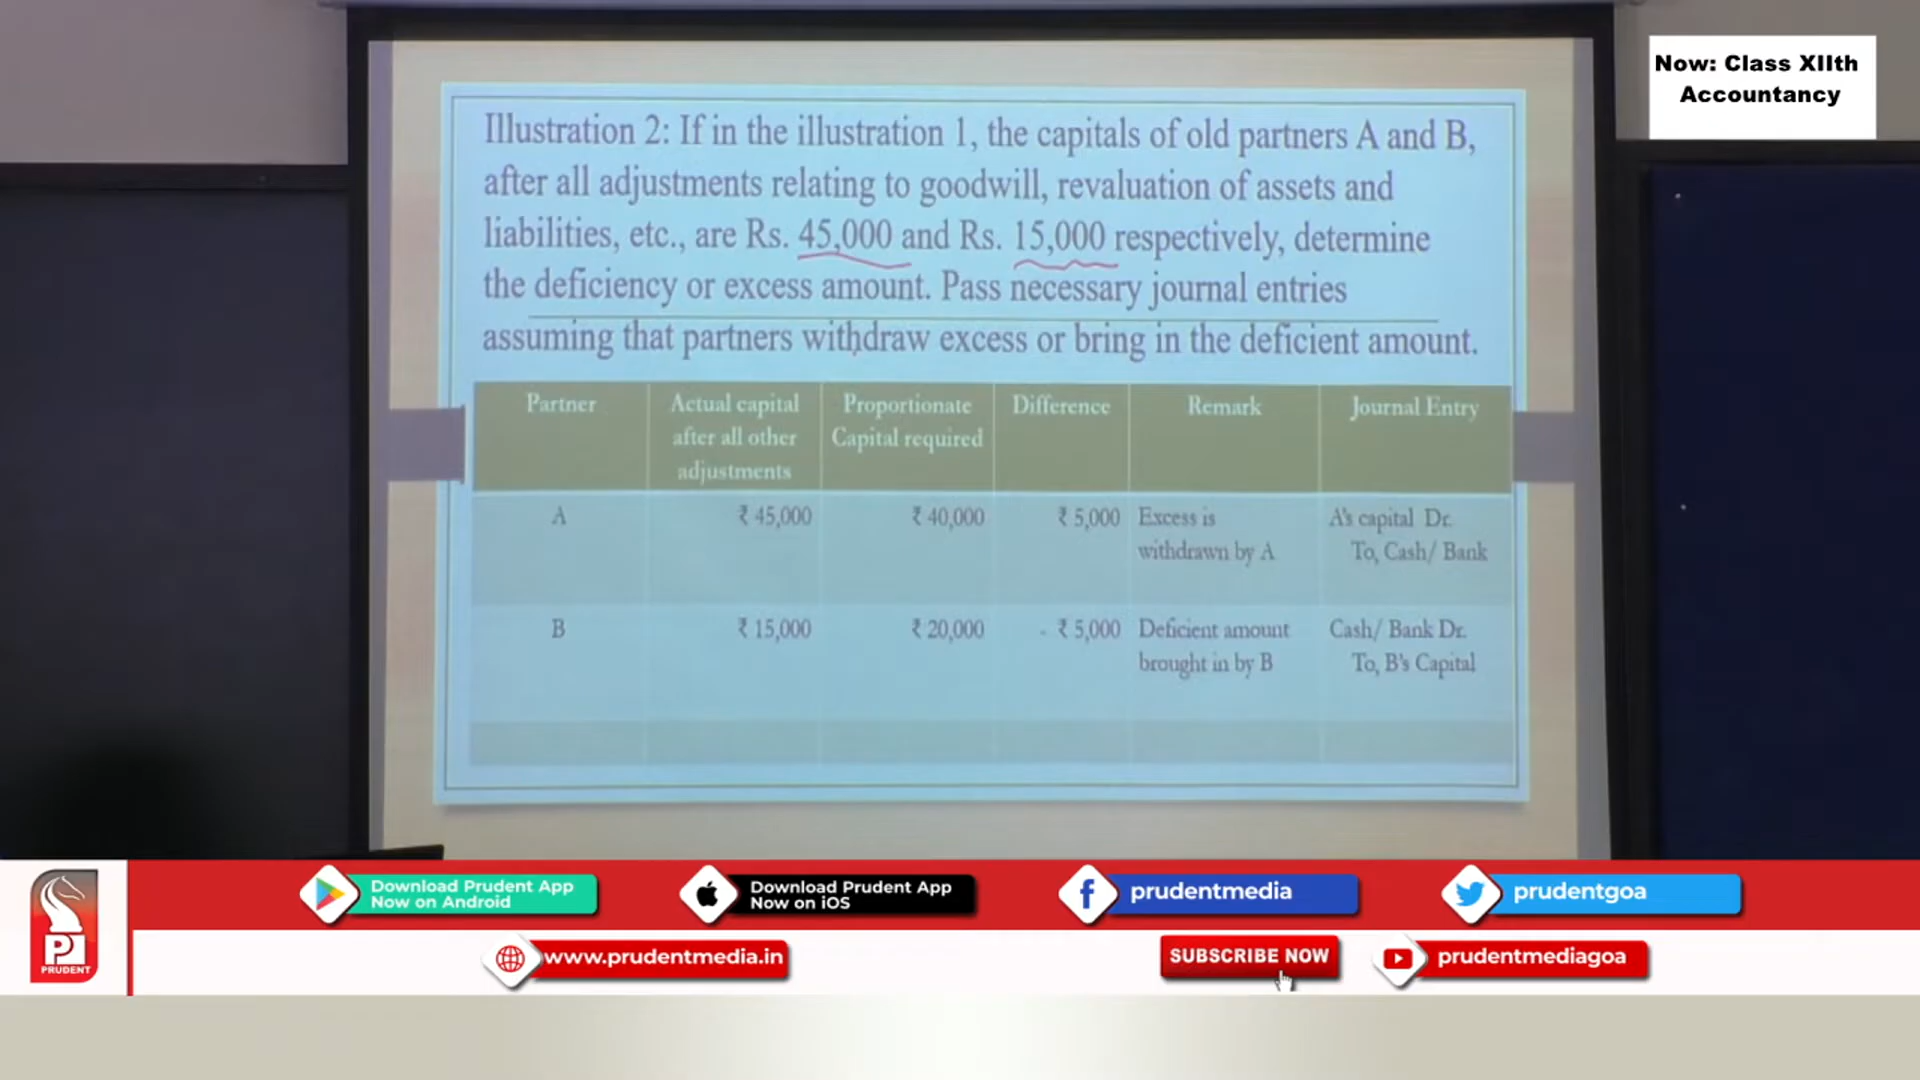 Now: Class XIIth
Accountancy
Illustration 2: If in the illustration 1, the capitals of old partners A and B,
after all adjustments relating to goodwill, revaluation of assets and
liabilities, etc., are Rs. 45,000 and Rs. 15,000 respectively, determine
the deficiency or excess amount. Pass necessary journal entries
assuming that partners withdraw excess or bring in the deficient amount.
Partner Actual capital Proportionate Difference Remark Journal Entry
after all other Capital required
adjustments
A ₹ 45,000 ₹ 40,000 ₹ 5,000 Excess is A's capital Dr.
withdrawn by A To, Cash/ Bank
B ₹ 15,000 ₹ 20,000 - ₹ 5,000 Deficient amount Cash/ Bank Dr.
brought in by B To, B's Capital
Download Prudent App
Now on Android
Download Prudent App
Now on iOS
prudentmedia
prudentgoa
PRUDENT
www.prudentmedia.in
SUBSCRIBE NOW
prudentmediagoa